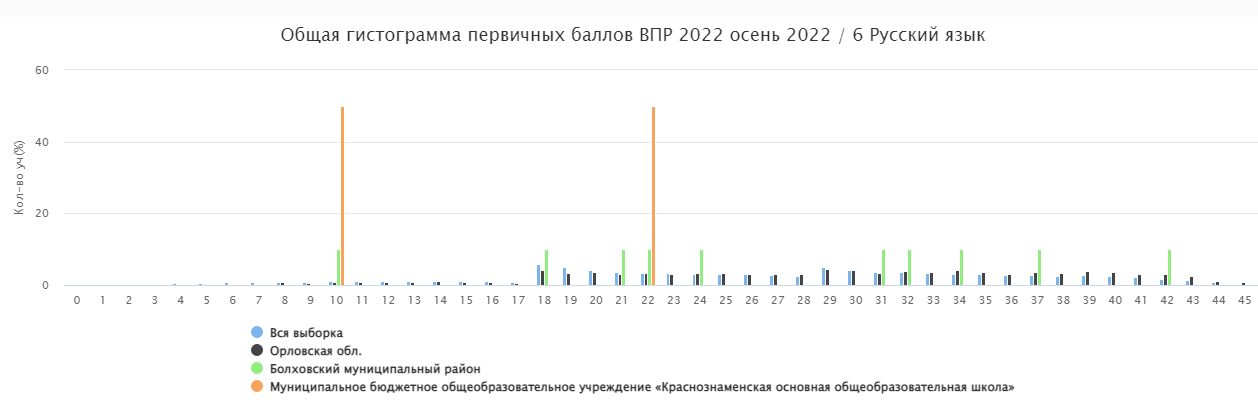 Общая гистограмма первичных баллов ВПР 2022 осень 2022 / 6 Русский язык
60
40
20
0
Кол-во уч(%)
0 1 2 3 4 5 6 7 8 9 10 11 12 13 14 15 16 17 18 19 20 21 22 23 24 25 26 27 28 29 30 31 32 33 34 35 36 37 38 39 40 41 42 43 44 45
Вся выборка
Орловская обл.
Болховский муниципальный район
Муниципальное бюджетное общеобразовательное учреждение «Краснознаменская основная общеобразовательная школа»